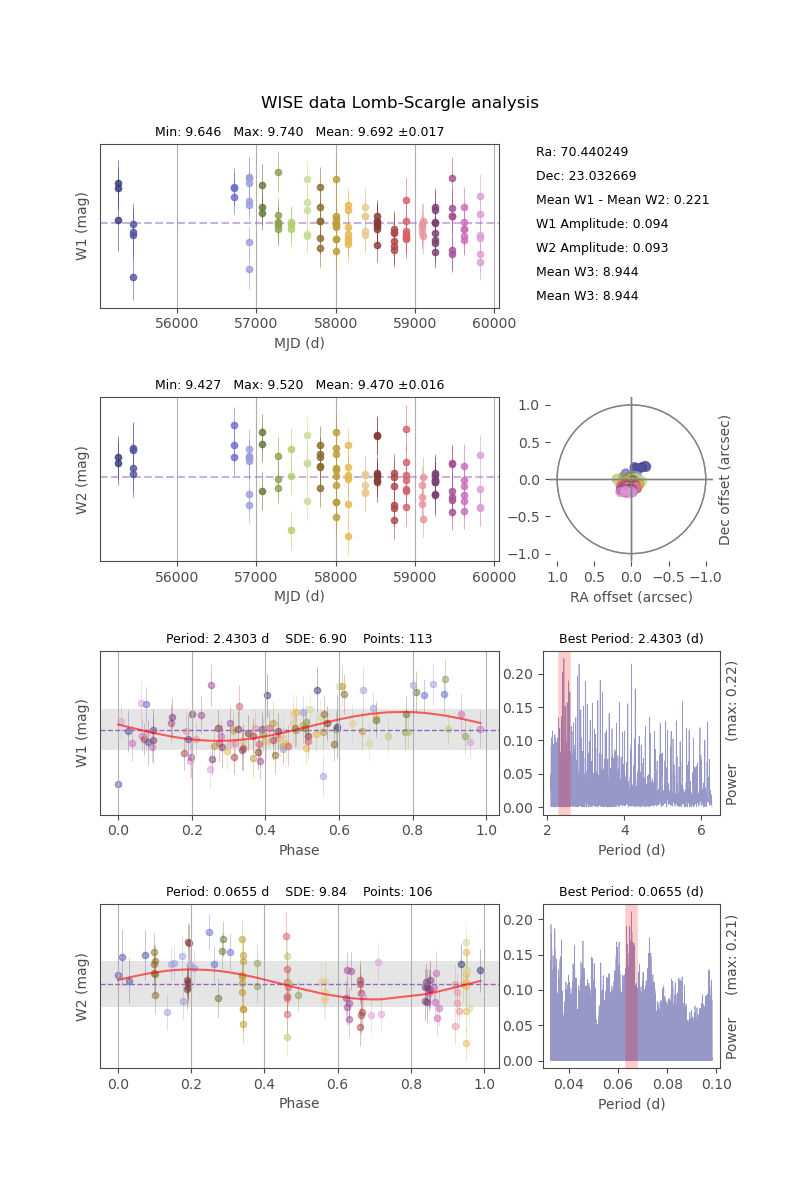 WISE data Lomb-Scargle analysis
Min: 9.646   Max: 9.740   Mean: 9.692 ±0.017
W1 (mag)
56000 57000 58000 59000 60000
MJD (d)
Ra: 70.440249
Dec: 23.032669
Mean W1 - Mean W2: 0.221
W1 Amplitude: 0.094
W2 Amplitude: 0.093
Mean W3: 8.944
Mean W3: 8.944
Min: 9.427   Max: 9.520   Mean: 9.470 ±0.016
W2 (mag)
56000 57000 58000 59000 60000
MJD (d)
1.0
0.5
0.0
−0.5
−1.0
1.0 0.5 0.0 −0.5 −1.0
RA offset (arcsec)
Dec offset (arcsec)
Period: 2.4303 d    SDE: 6.90    Points: 113
W1 (mag)
0.0 0.2 0.4 0.6 0.8 1.0
Phase
Best Period: 2.4303 (d)
0.20
0.15
0.10
0.05
0.00
2 4 6
Period (d)
Power     (max: 0.22)
Period: 0.0655 d    SDE: 9.84    Points: 106
W2 (mag)
0.0 0.2 0.4 0.6 0.8 1.0
Phase
Best Period: 0.0655 (d)
0.20
0.15
0.10
0.05
0.00
0.04 0.06 0.08 0.10
Period (d)
Power     (max: 0.21)